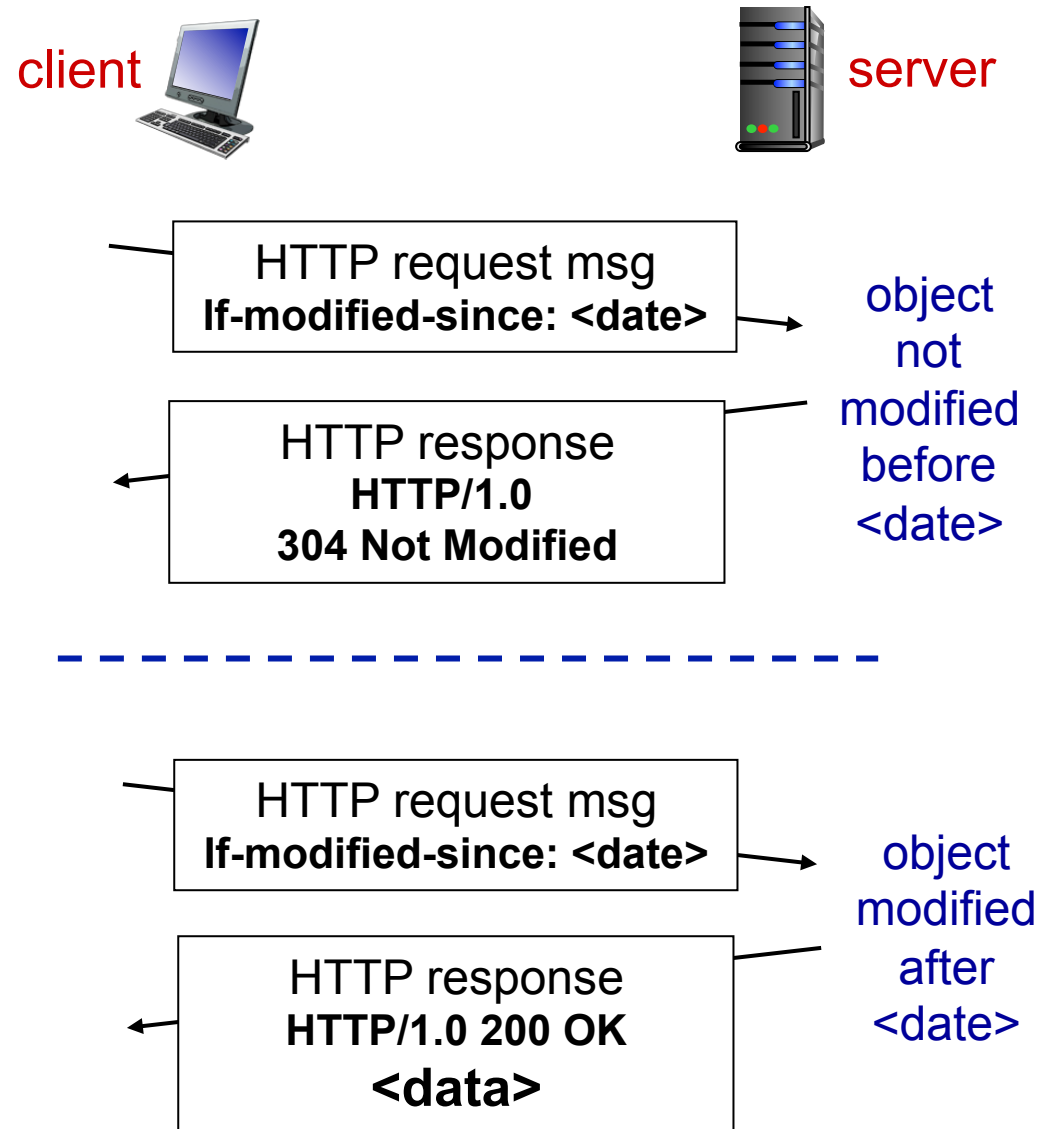 client
server
HTTP request msg
If-modified-since: <date>
object
not
modified
before
<date>
HTTP response
HTTP/1.0
304 Not Modified
HTTP request msg
If-modified-since: <date>
object
modified
after
<date>
HTTP response
HTTP/1.0 200 OK
<data>